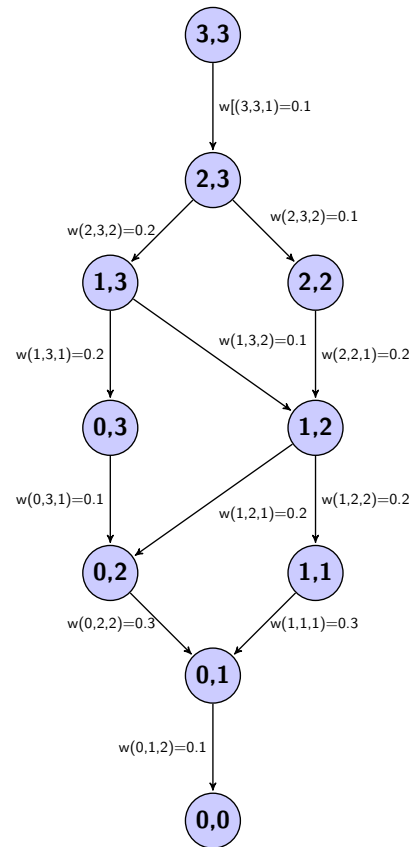 3,3
w[(3,3,1)=0.1
2,3
w(2,3,2)=0.2
w(2,3,2)=0.1
1,3
2,2
w(1,3,1)=0.2
w(1,3,2)=0.1
w(2,2,1)=0.2
0,3
1,2
w(0,3,1)=0.1
w(1,2,1)=0.2
w(1,2,2)=0.2
0,2
1,1
w(0,2,2)=0.3
w(1,1,1)=0.3
0,1
w(0,1,2)=0.1
0,0